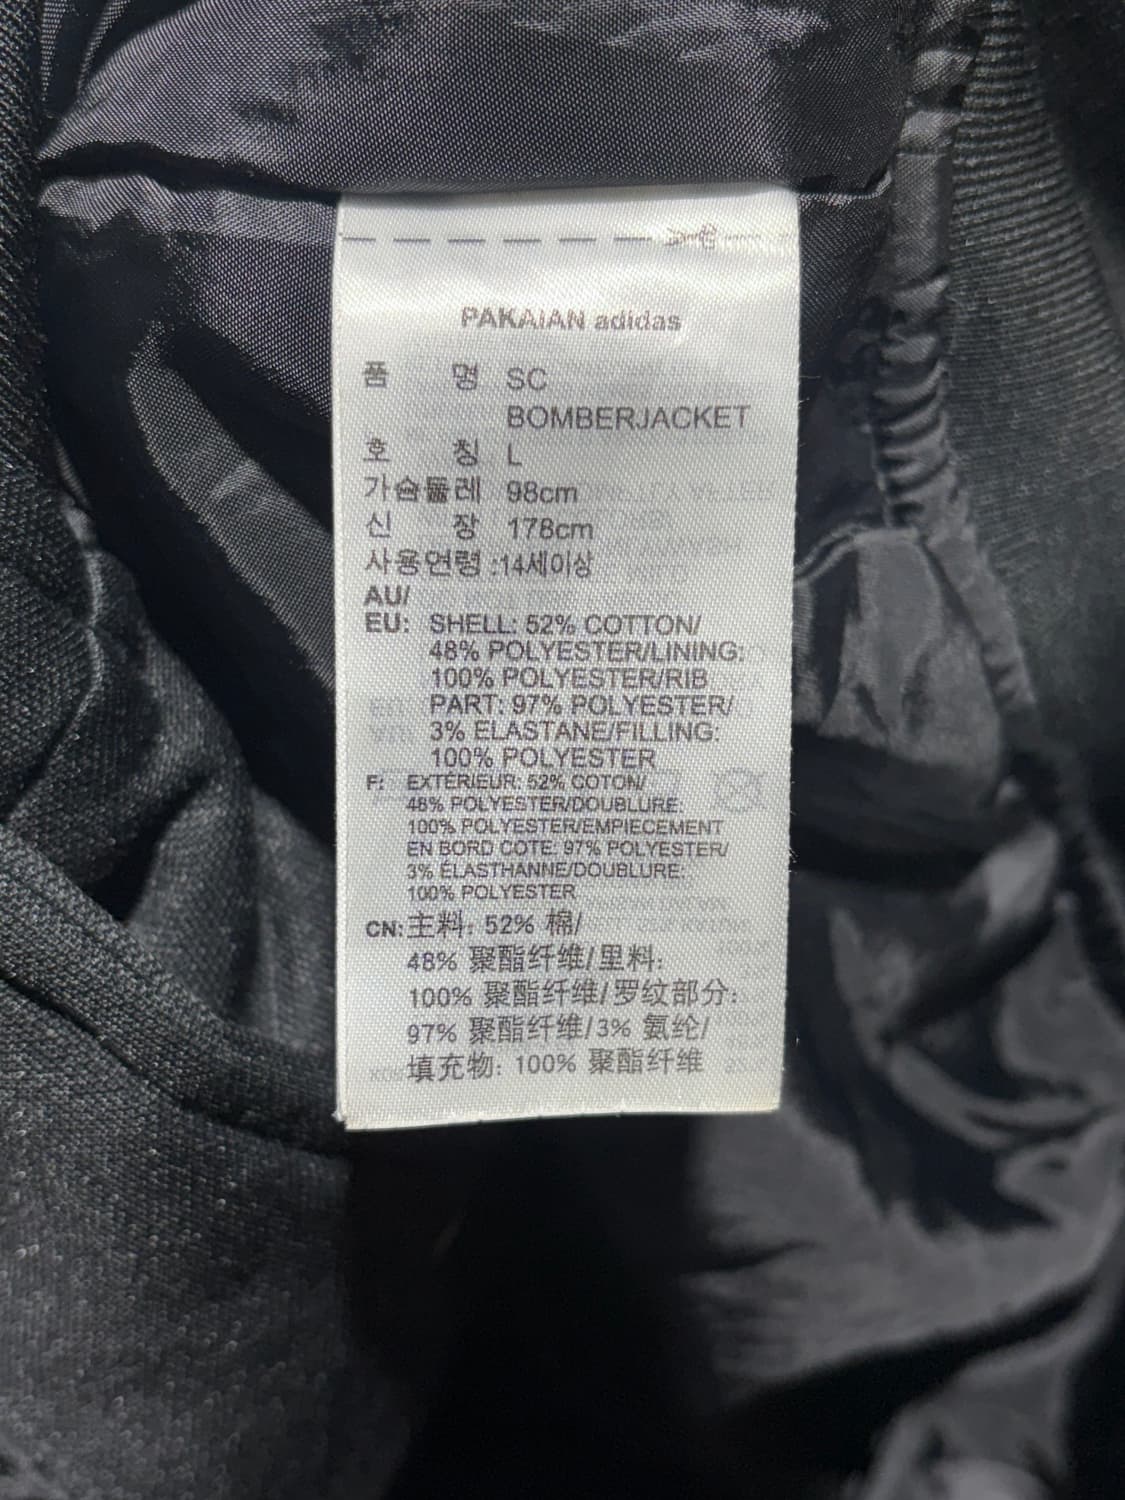 PAKAIAN adidas
품 명 SC
BOMBERJACKET
호 칭 L
가슴둘레 98cm
신 장 178cm
사용연령 :14세이상
AU/
EU: SHELL: 52% COTTON/
48% POLYESTER/LINING:
100% POLYESTER/RIB
PART: 97% POLYESTER/
3% ELASTANE/FILLING:
100% POLYESTER
F: EXTÉRIEUR: 52% COTON/
48% POLYESTER/DOUBLURE:
100% POLYESTER/EMPIECEMENT
EN BORD COTE: 97% POLYESTER/
3% ÉLASTHANNE/DOUBLURE:
100% POLYESTER
CN: 主料: 52% 棉/
48% 聚酯纤维/里料:
100% 聚酯纤维/罗纹部分:
97% 聚酯纤维/3% 氨纶/
填充物: 100% 聚酯纤维